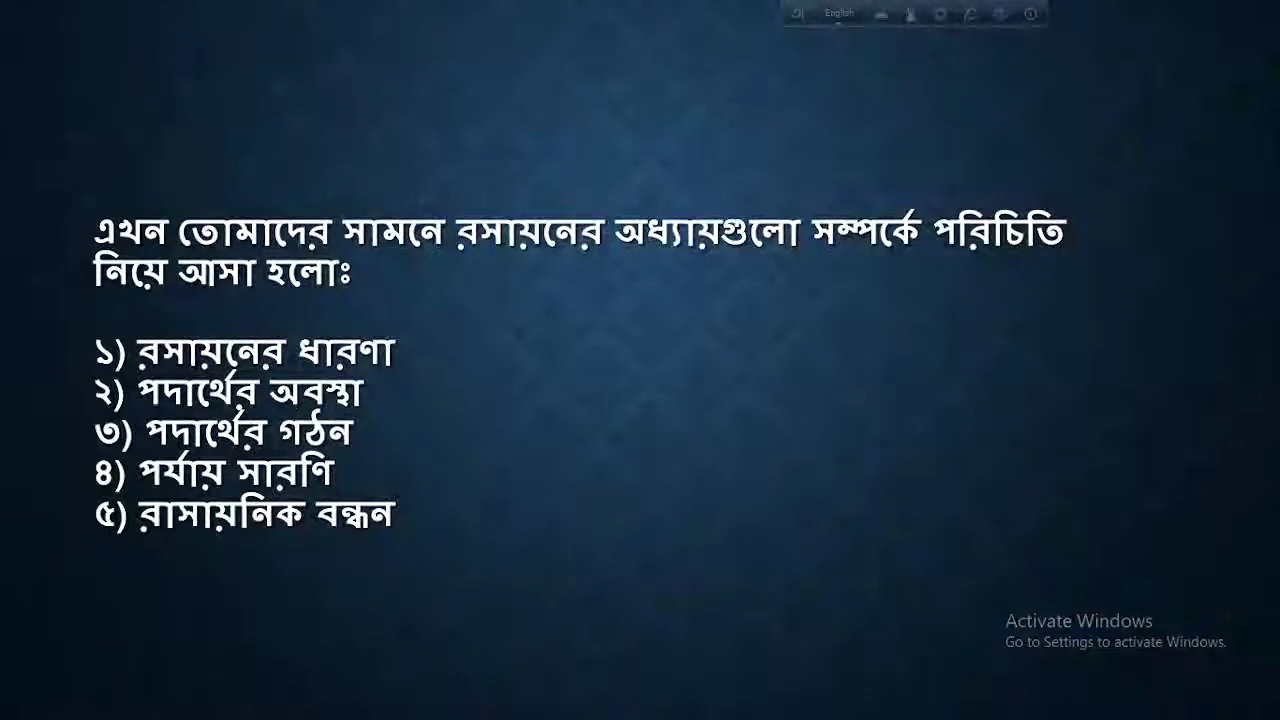 English
এখন তোমাদের সামনে রসায়নের অধ্যায়গুলো সম্পর্কে পরিচিতি
নিয়ে আসা হলোঃ
১) রসায়নের ধারণা
২) পদার্থের অবস্থা
৩) পদার্থের গঠন
৪) পর্যায় সারণি
৫) রাসায়নিক বন্ধন
Activate Windows
Go to Settings to activate Windows.